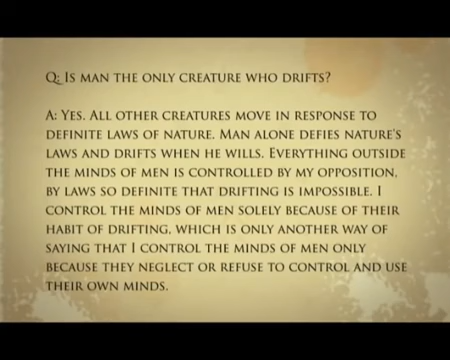 Q: Is man the only creature who drifts?
A: Yes. All other creatures move in response to
definite laws of nature. Man alone defies nature's
laws and drifts when he wills. Everything outside
the minds of men is controlled by my opposition,
by laws so definite that drifting is impossible. I
control the minds of men solely because of their
habit of drifting, which is only another way of
saying that I control the minds of men only
because they neglect or refuse to control and use
their own minds.